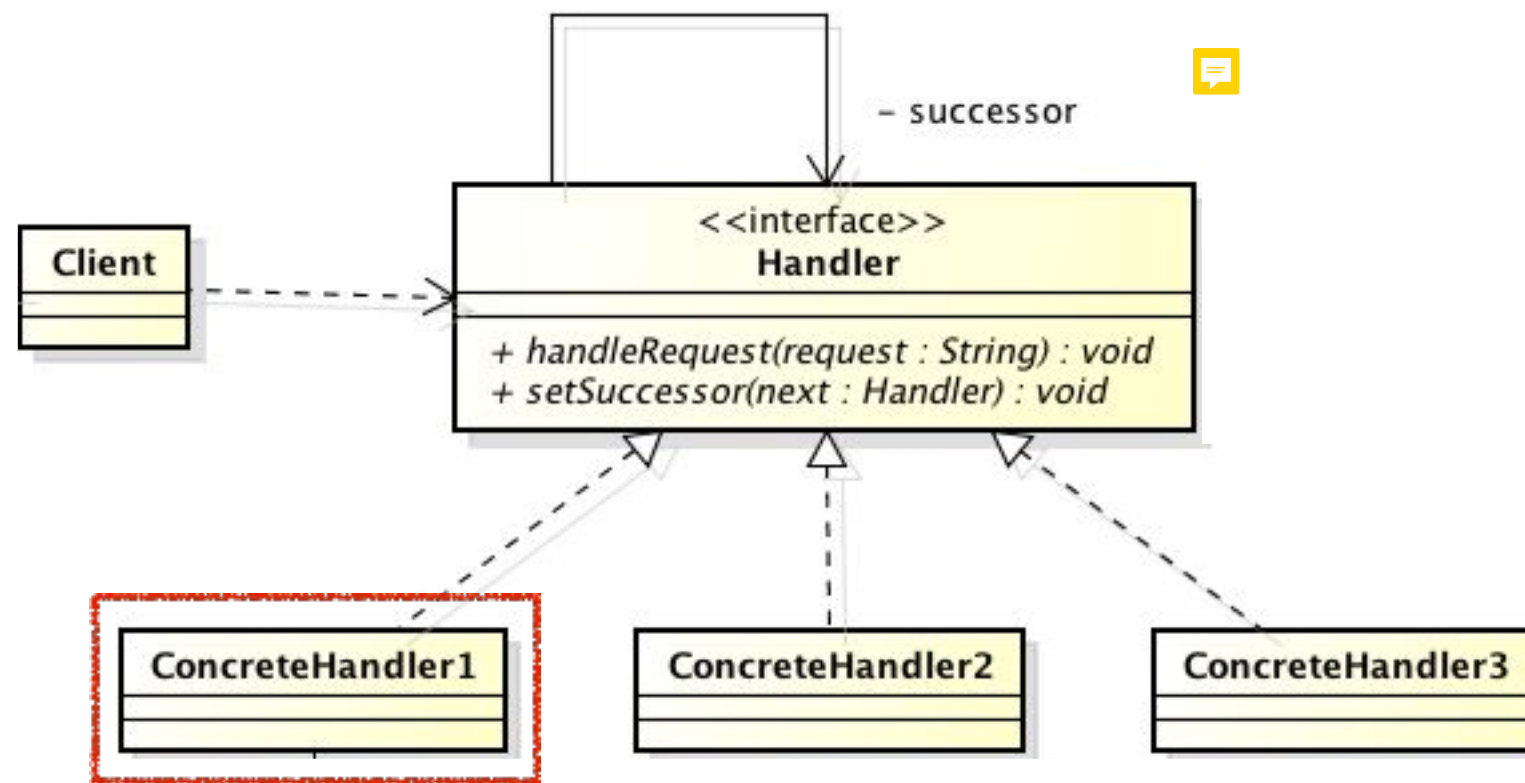 – successor
<<interface>>
Handler
Client
+ handleRequest(request : String) : void
+ setSuccessor(next : Handler) : void
ConcreteHandler1
ConcreteHandler2
ConcreteHandler3